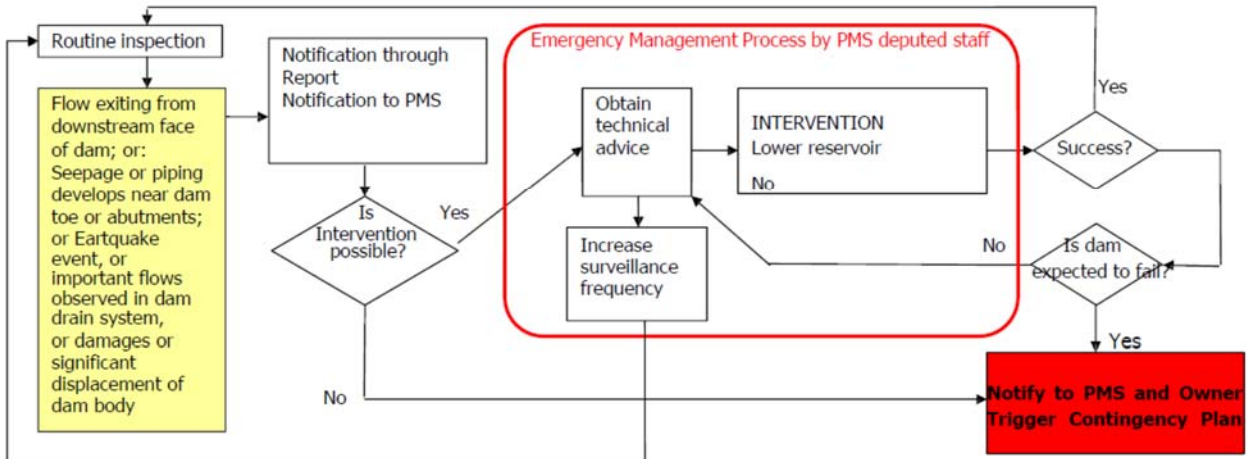 Routine inspection
Flow exiting from
downstream face
of dam; or:
Seepage or piping
develops near dam
toe or abutments;
or Eartquake
event, or
important flows
observed in dam
drain system,
or damages or
significant
displacement of
dam body
Notification through
Report
Notification to PMS
Is
Intervention
possible?
Yes
No
Emergency Management Process by PMS deputed staff
Obtain
technical
advice
INTERVENTION
Lower reservoir
No
Increase
surveillance
frequency
Success?
Yes
Is dam
expected to fail?
No
Yes
Notify to PMS and Owner
Trigger Contingency Plan